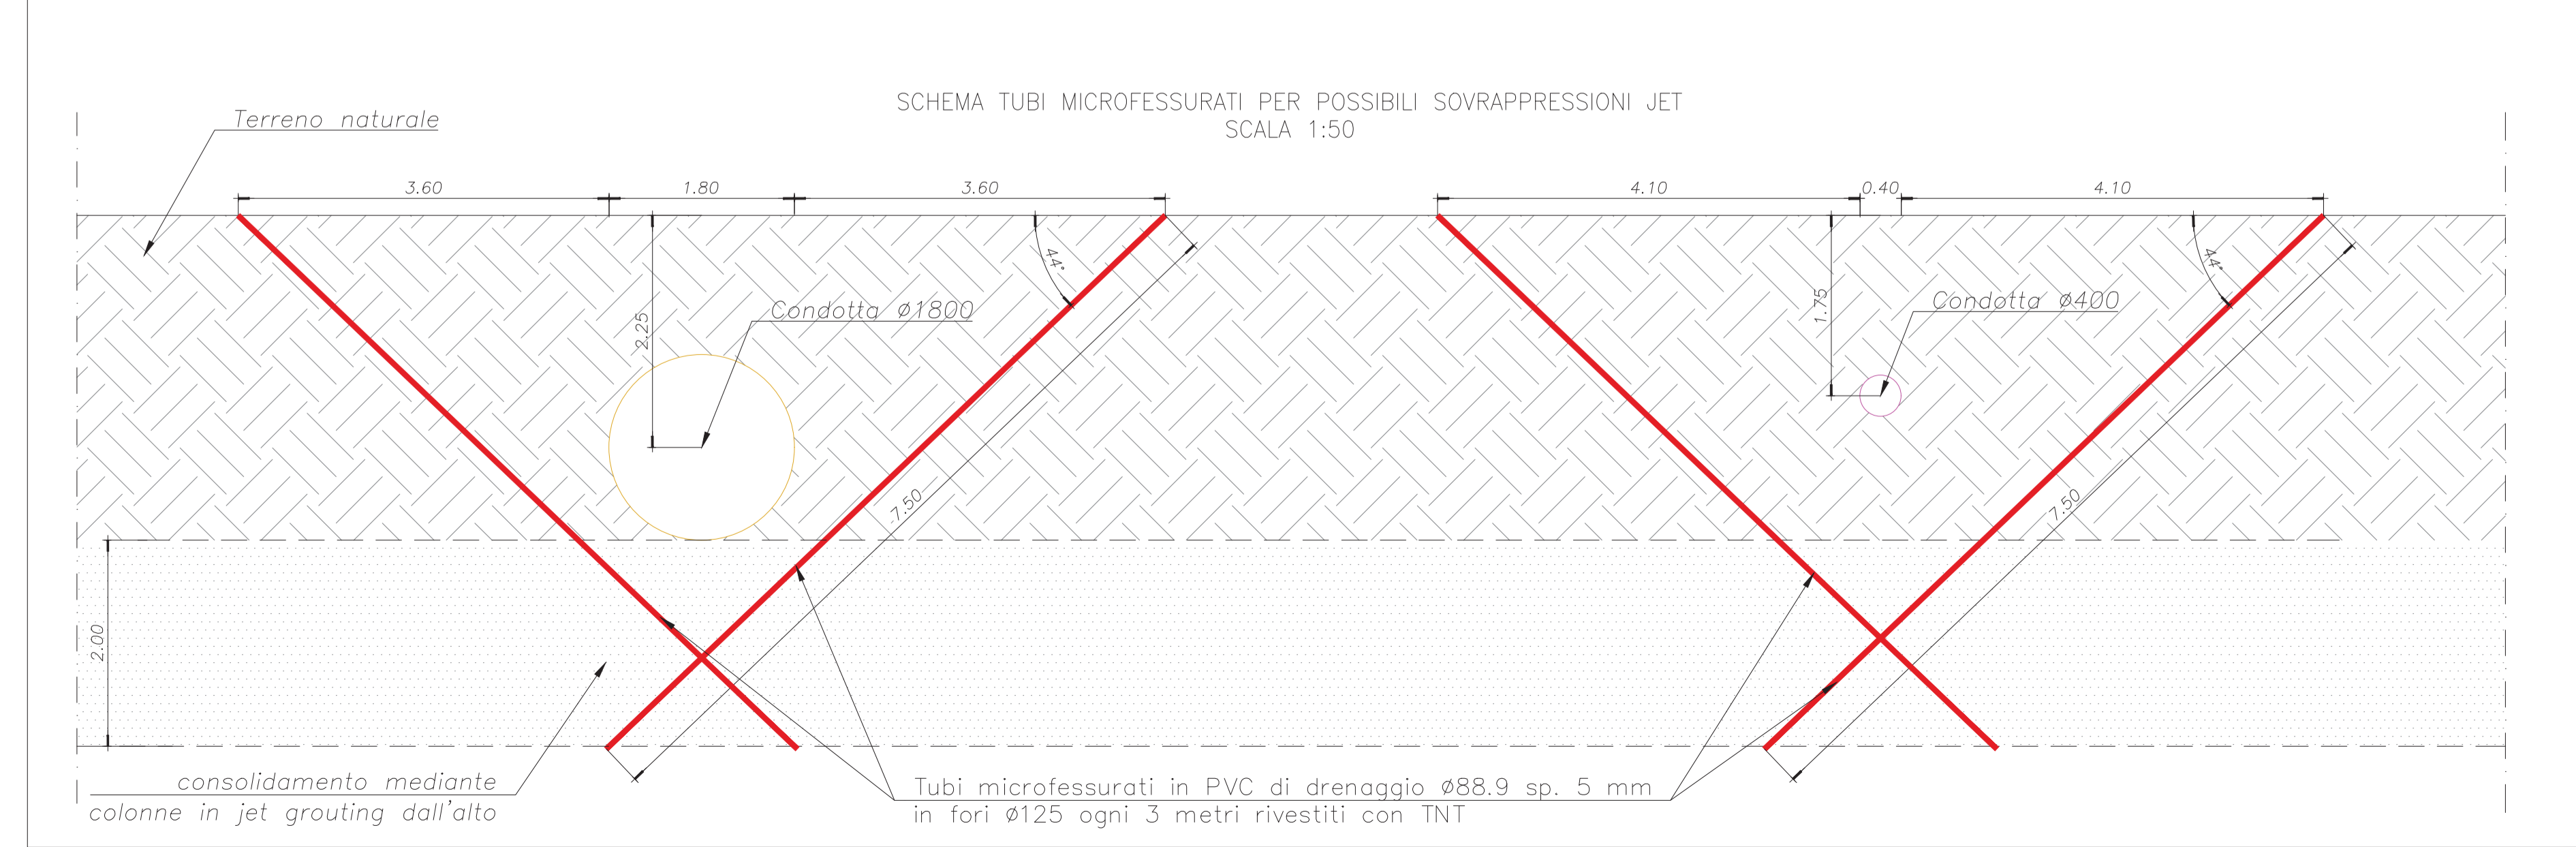 SCHEMA TUBI MICROFESSURATI PER POSSIBILI SOVRAPPRESSIONI JET
SCALA 1:50
Terreno naturale
3.60
1.80
3.60
4.10
0.40
4.10
44°
44°
2.25
Condotta ø1800
1.75
Condotta ø400
7.50
7.50
2.00
consolidamento mediante
colonne in jet grouting dall'alto
Tubi microfessurati in PVC di drenaggio ø88.9 sp. 5 mm
in fori ø125 ogni 3 metri rivestiti con TNT